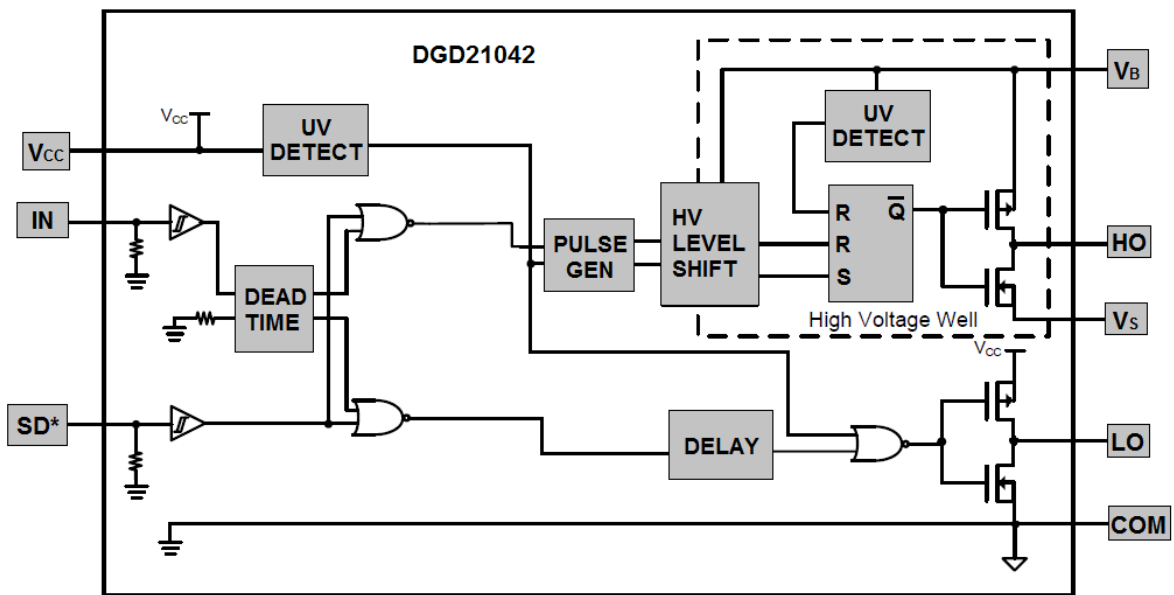 DGD21042
VB
VCC
UV
DETECT
UV
DETECT
VCC
IN
HV
LEVEL
SHIFT
R
Q
R
S
PULSE
GEN
HO
DEAD
TIME
High Voltage Well
VS
VCC
SD*
DELAY
LO
COM